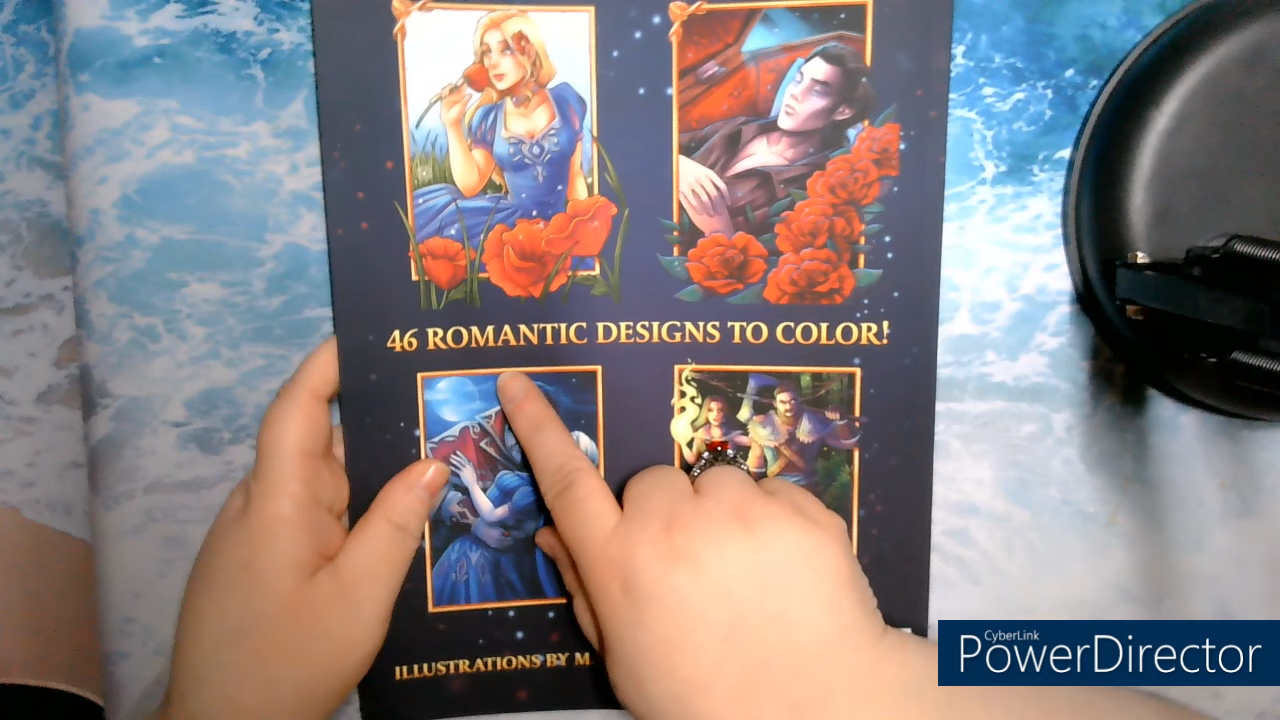 46 ROMANTIC DESIGNS TO COLOR!
ILLUSTRATIONS BY
CyberLink
PowerDirector